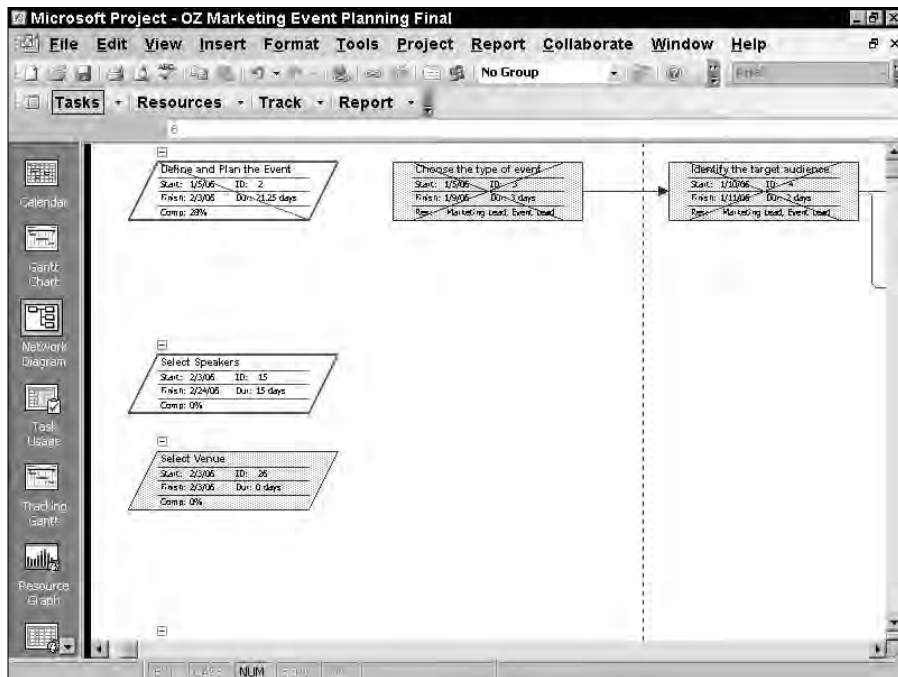 Microsoft Project - OZ Marketing Event Planning Final
File Edit View Insert Format Tools Project Report Collaborate Window Help
No Group
Tasks Resources Track Report
6
Define and Plan the Event
Start: 1/5/06 ID: 2
Finish: 2/3/06 Dur: 21.25 days
Comp: 28%
Choose the type of event
Start: 1/5/06 ID: 3
Finish: 1/9/06 Dur: 3 days
Res: Marketing Lead, Event Lead
Identify the target audience
Start: 1/10/06 ID: 4
Finish: 1/11/06 Dur: 2 days
Res: Marketing Lead, Event Lead
Calendar
Gantt
Chart
Network
Diagram
Task
Usage
Tracking
Gantt
Resource
Graph
Select Speakers
Start: 2/3/06 ID: 15
Finish: 2/24/06 Dur: 15 days
Comp: 0%
Select Venue
Start: 2/3/06 ID: 26
Finish: 2/3/06 Dur: 0 days
Comp: 0%
EXT CAPS NUM